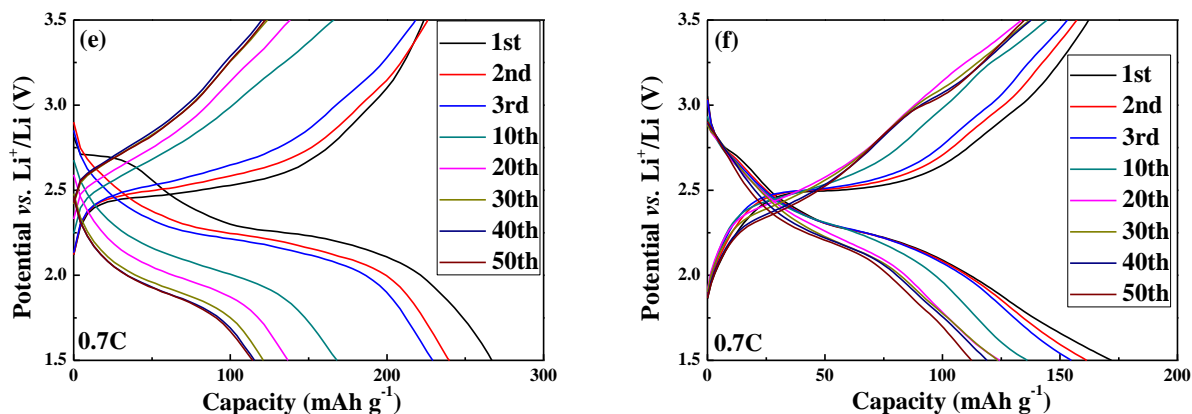 (e)
3.5
3.0
2.5
2.0
1.5
Potential vs. Li⁺/Li (V)
1st
2nd
3rd
10th
20th
30th
40th
50th
0.7C
0
100
200
300
Capacity (mAh g⁻¹)
(f)
3.5
3.0
2.5
2.0
1.5
Potential vs. Li⁺/Li (V)
1st
2nd
3rd
10th
20th
30th
40th
50th
0.7C
0
50
100
150
200
Capacity (mAh g⁻¹)